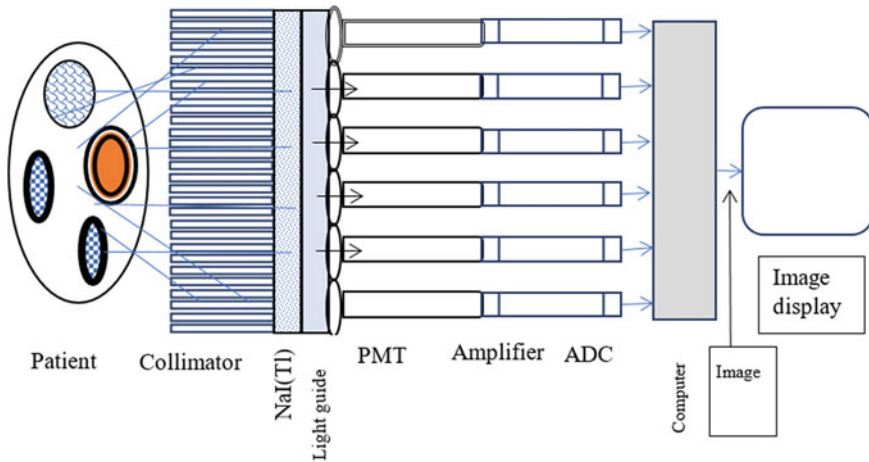 Patient
Collimator
NaI(Tl)
Light guide
PMT
Amplifier
ADC
Computer
Image
Image
display